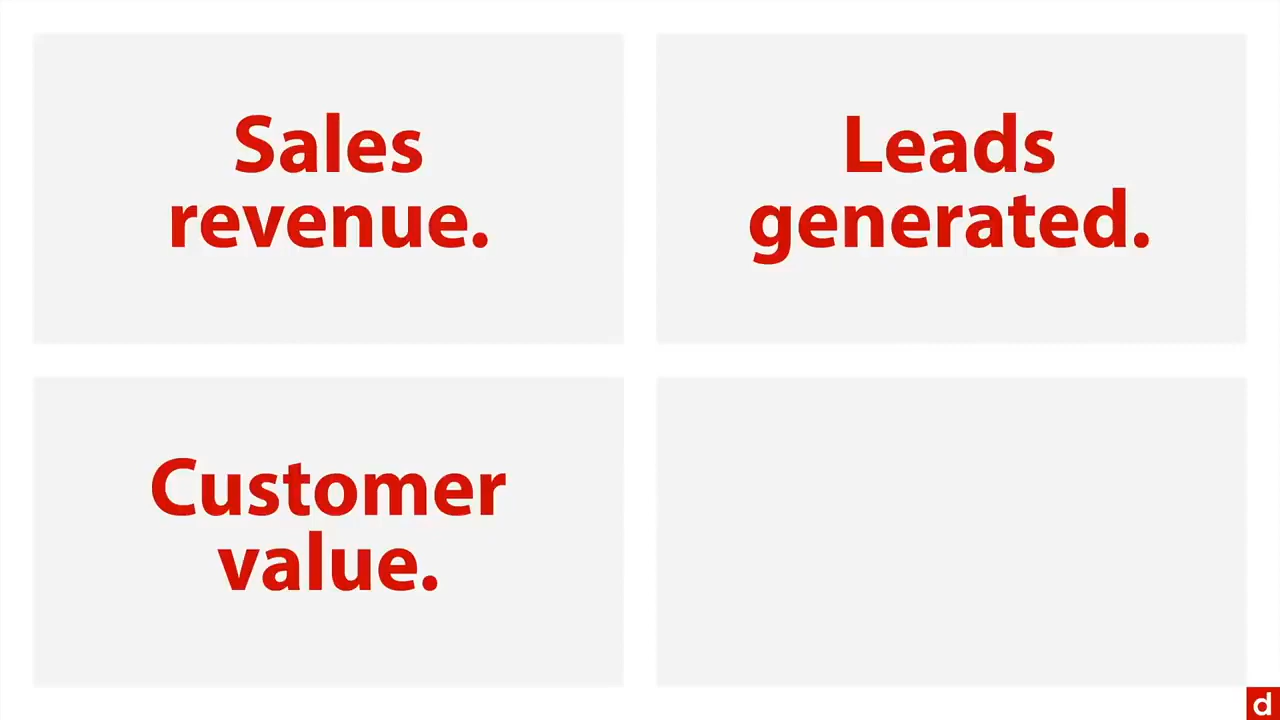 Sales
revenue.
Leads
generated.
Customer
value.
d